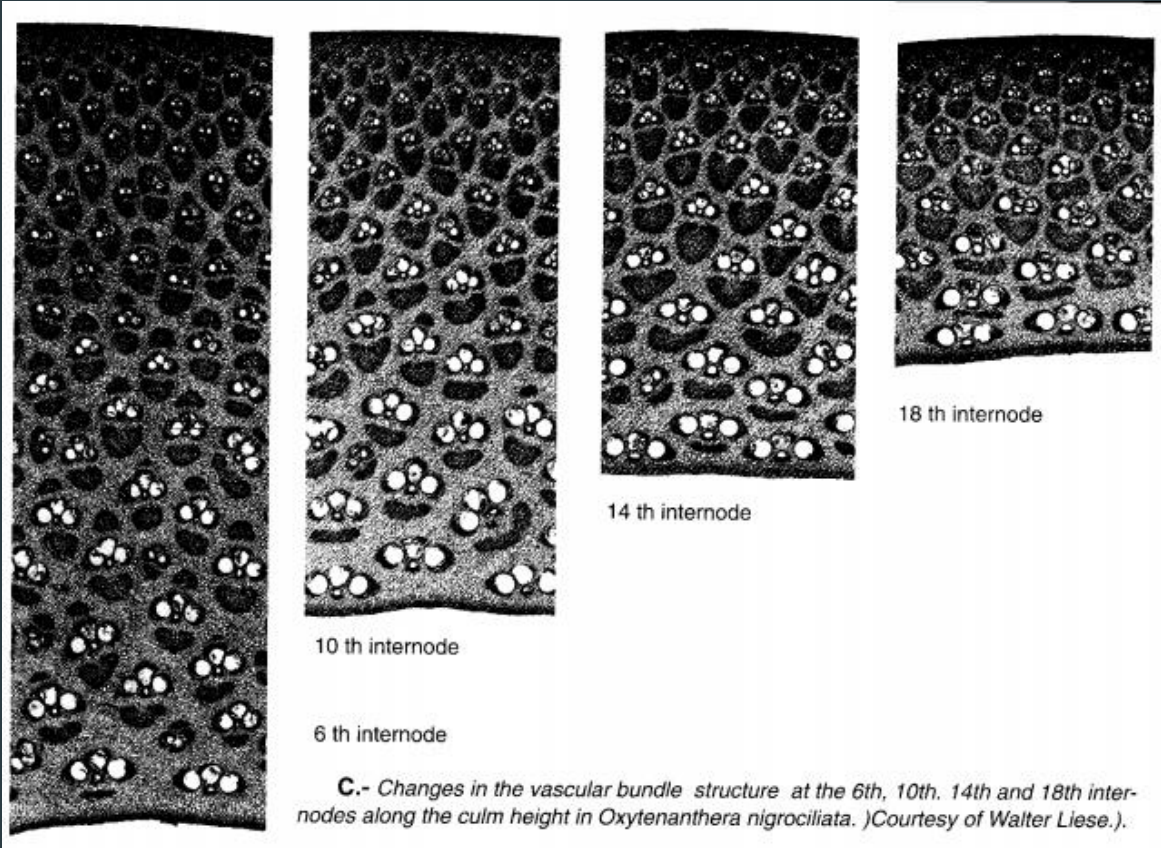 18 th internode
14 th internode
10 th internode
6 th internode
C.- Changes in the vascular bundle structure at the 6th, 10th. 14th and 18th inter-
nodes along the culm height in Oxytenanthera nigrociliata. )Courtesy of Walter Liese.).